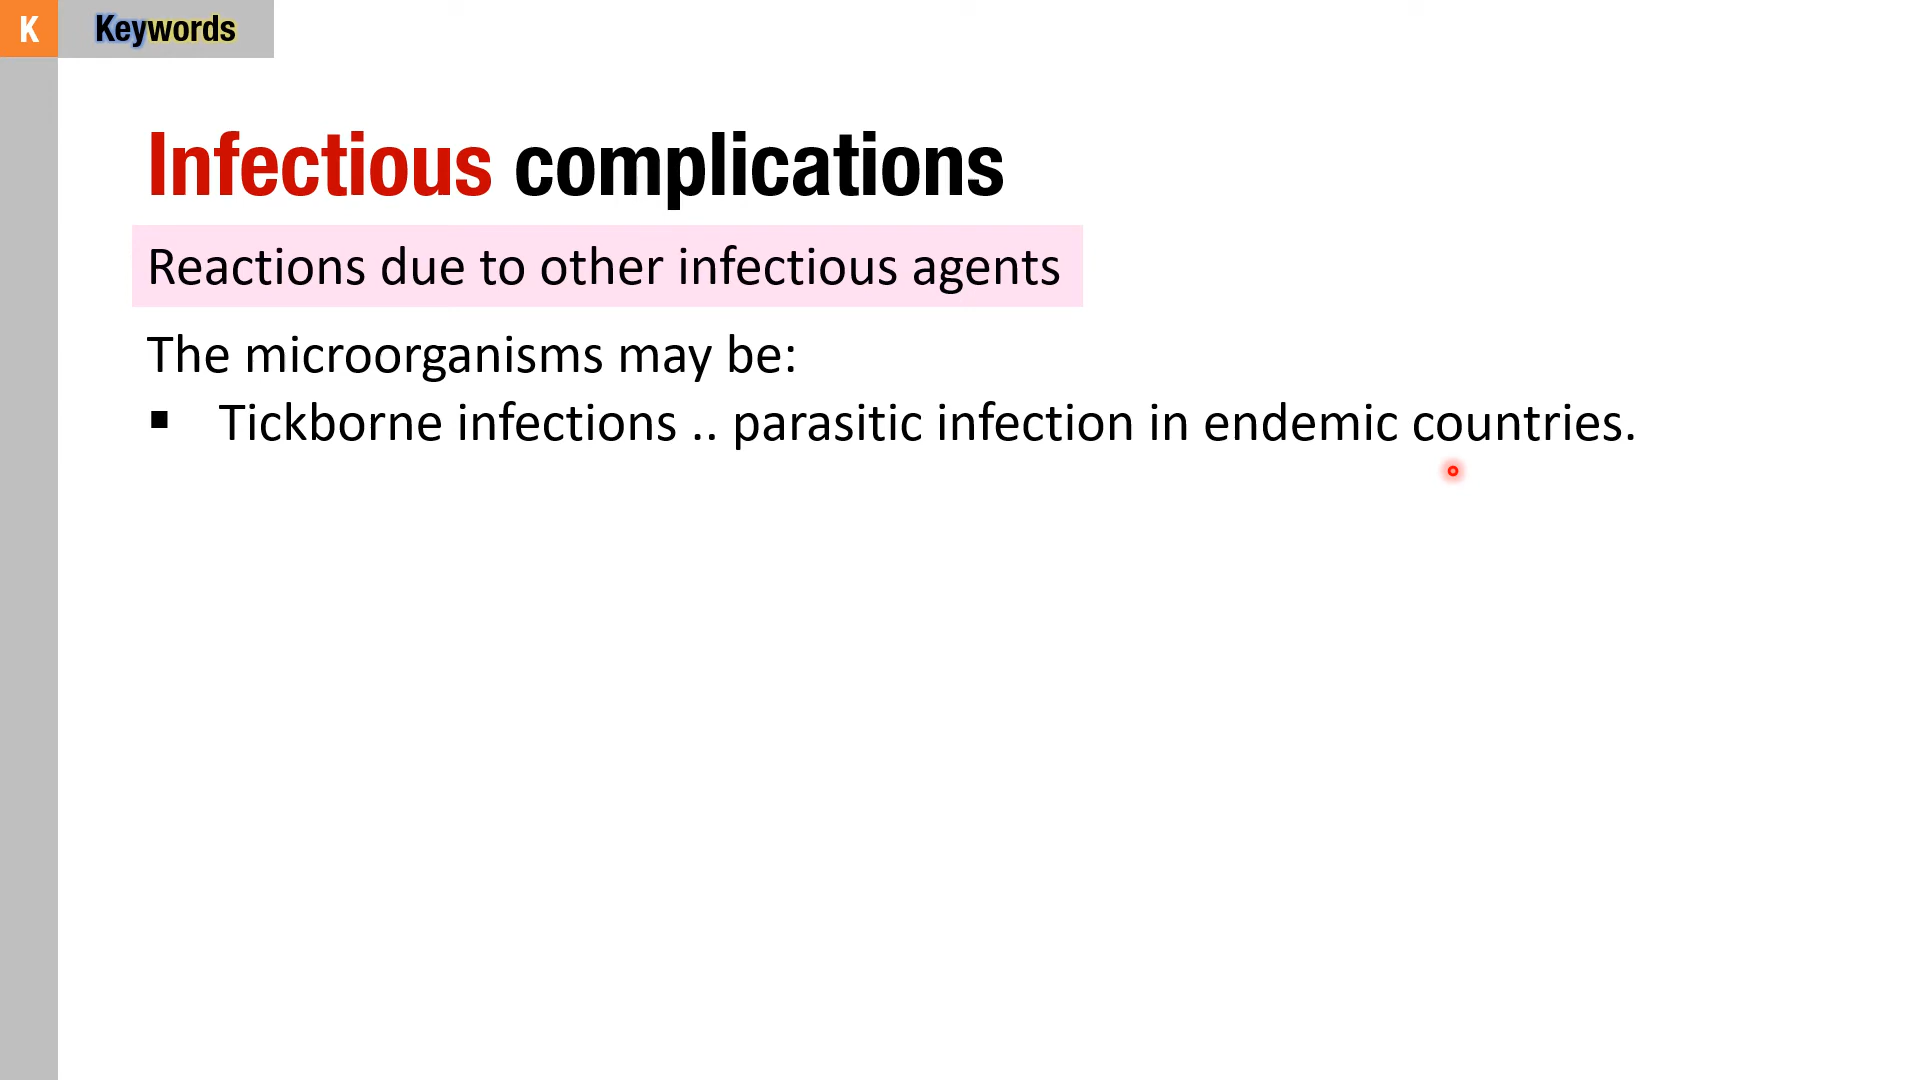 K Keywords
Infectious complications
Reactions due to other infectious agents
The microorganisms may be:
▪ Tickborne infections .. parasitic infection in endemic countries.